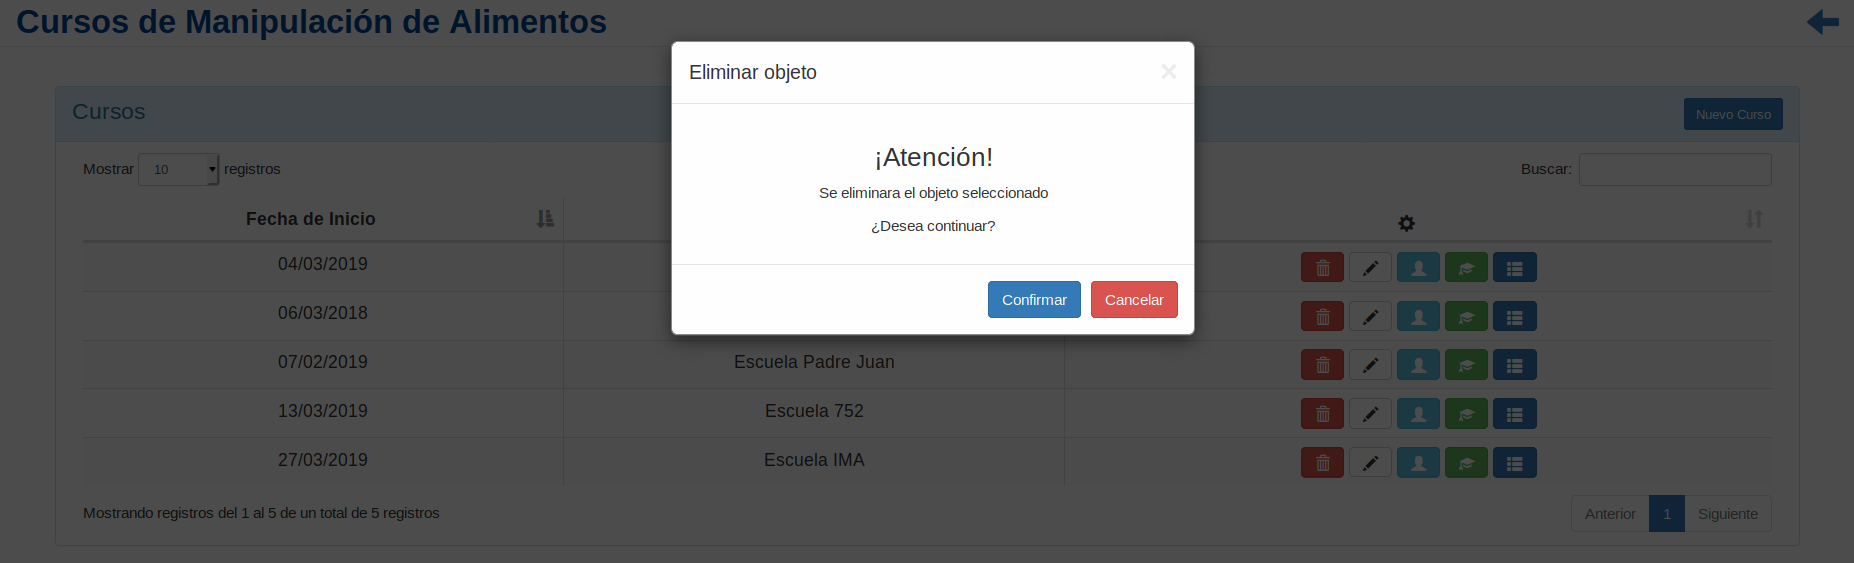 Cursos de Manipulación de Alimentos
Eliminar objeto ×
Cursos
Nuevo Curso
¡Atención!
Mostrar 10 registros
Buscar:
Se eliminara el objeto seleccionado
¿Desea continuar?
Fecha de Inicio
04/03/2019
Confirmar Cancelar
06/03/2018
07/02/2019 Escuela Padre Juan
13/03/2019 Escuela 752
27/03/2019 Escuela IMA
Mostrando registros del 1 al 5 de un total de 5 registros
Anterior 1 Siguiente